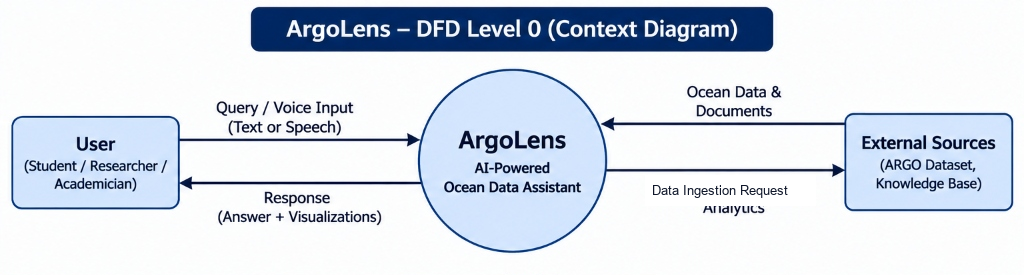 ArgoLens – DFD Level 0 (Context Diagram)
Query / Voice Input
(Text or Speech)
User
(Student / Researcher /
Academician)
Response
(Answer + Visualizations)
ArgoLens
AI-Powered
Ocean Data Assistant
Ocean Data &
Documents
Data Ingestion Request
Analytics
External Sources
(ARGO Dataset,
Knowledge Base)